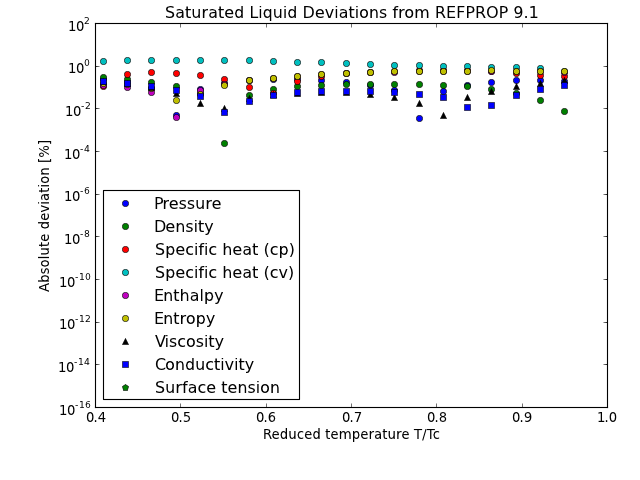 Saturated Liquid Deviations from REFPROP 9.1
Absolute deviation [%]
10^2
10^0
10^-2
10^-4
10^-6
10^-8
10^-10
10^-12
10^-14
10^-16
Pressure
Density
Specific heat (cp)
Specific heat (cv)
Enthalpy
Entropy
Viscosity
Conductivity
Surface tension
0.4 0.5 0.6 0.7 0.8 0.9 1.0
Reduced temperature T/Tc